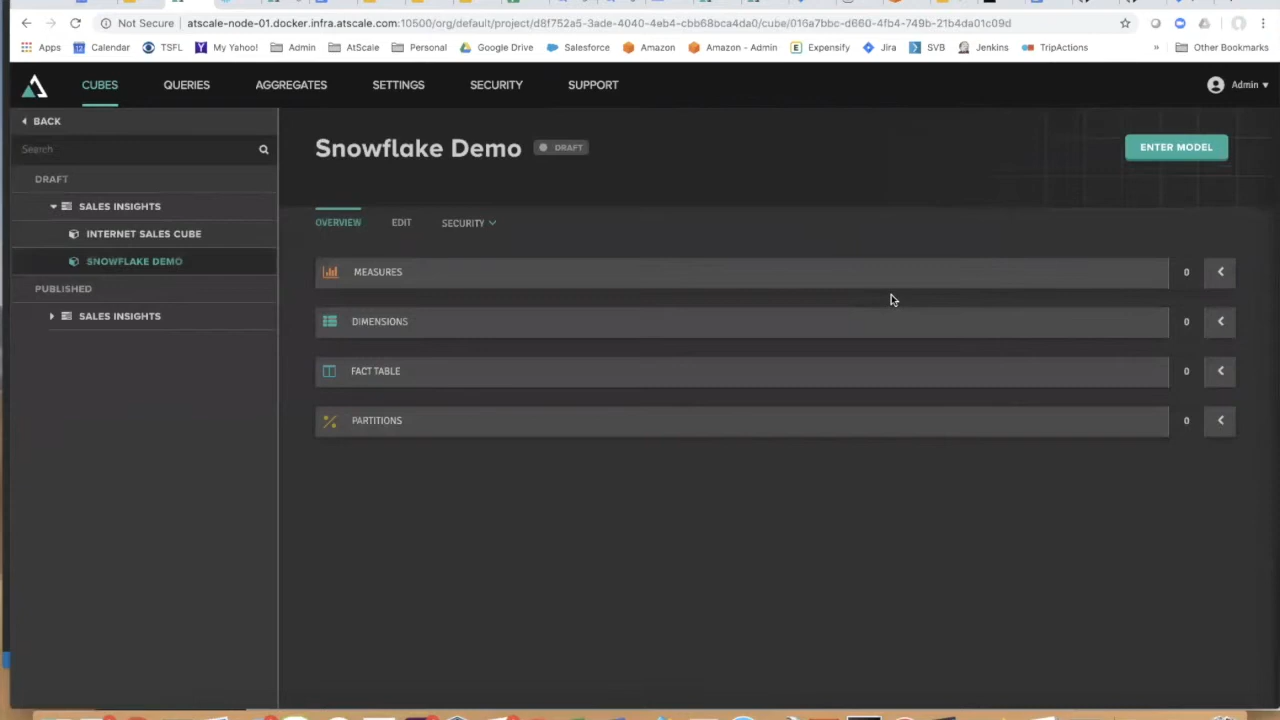 Not Secure | atscale-node-01.docker.infra.atscale.com:10500/org/default/project/d8f752a5-3ade-4040-4eb4-cbb68bca4da0/cube/016a7bbc-d660-4fb4-749b-21b4da01c09d
Apps Calendar TSFL My Yahoo! Admin AtScale Personal Google Drive Salesforce Amazon Amazon - Admin Expensify Jira SVB Jenkins TripActions » Other Bookmarks
CUBES QUERIES AGGREGATES SETTINGS SECURITY SUPPORT Admin
BACK
Search
DRAFT
SALES INSIGHTS
INTERNET SALES CUBE
SNOWFLAKE DEMO
PUBLISHED
SALES INSIGHTS
Snowflake Demo DRAFT
ENTER MODEL
OVERVIEW EDIT SECURITY
MEASURES 0
DIMENSIONS 0
FACT TABLE 0
PARTITIONS 0